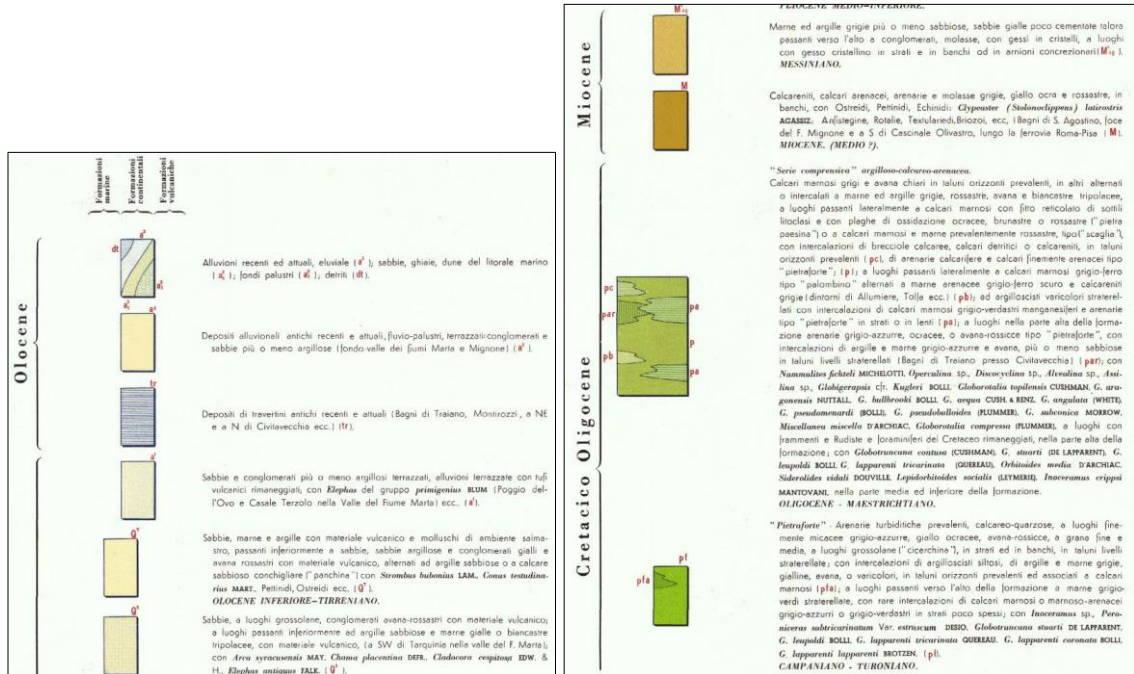 Formazioni marine
Formazioni continentali
Formazioni vulcaniche
Olocene
dt
tr
Alluvioni recenti ed attuali, eluviale (a²); sabbie, ghiaie, dune del litorale marino
fondi palustri detriti (dt).
Depositi alluvionali antichi recenti e attuali, fluvio-palustri, terrazzati: conglomerati e
sabbie più o meno argillose (fondo-valle dei fiumi Marta e Mignone)
Depositi di travertini antichi recenti e attuali (Bagni di Traiano, Montirozzi, a NE
e a N di Civitavecchia ecc.) (tr).
Sabbie e conglomerati più o meno argillosi terrazzati, alluvioni terrazzate con tufi
vulcanici rimaneggiati; con Elephas del gruppo primigenius BLUM (Poggio del-
l'Ovo e Casale Terzolo nella Valle del Fiume Marta) ecc.
Sabbie, marne e argille con materiale vulcanico e molluschi di ambiente salma-
stro, passanti inferiormente a sabbie, sabbie argillose e conglomerati gialli e
avana rossastri con materiale vulcanico, alternati ad argille sabbiose o a calcare
sabbioso conchigliare ("panchina") con Strombus bubonius LAM., Conus testudina-
rius MART., Pettinidi, Ostreidi ecc.
OLOCENE INFERIORE-TIRRENIANO.
Sabbie, a luoghi grossolane, conglomerati avana-rossastri con materiale vulcanico;
a luoghi passanti inferiormente ad argille sabbiose e marne gialle o biancastre
tripolacee, con materiale vulcanico, (a SW di Tarquinia nella valle del F. Marta);
con Arca syracusensis MAY, Chama placentina DEFR., Cladocora cespitosa EDW. &
H., Elephas antiquus FALK.
PLIOCENE MEDIO-INFERIORE.
Miocene
M
Marne ed argille grigie più o meno sabbiose, sabbie gialle poco cementate talora
passanti verso l'alto a conglomerati, molasse, con gessi in cristalli, a luoghi
con gesso cristallino in strati e in banchi od in arnioni concrezionari
MESSINIANO.
Calcareniti, calcari arenacei, arenarie e molasse grigie, giallo ocra e rossastre, in
banchi, con Ostreidi, Pettinidi, Echinidi: Clypeaster (Stolonoclippens) latirostris
AGASSIZ; Anfistegine, Rotalie, Textulariedi, Briozoi, ecc, (Bagni di S. Agostino, foce
del F. Mignone e a S di Cascinale Olivastro, lungo la ferrovia Roma-Pisa (M).
MIOCENE. (MEDIO ?).
Cretacico Oligocene
pc
par
pa
p
pb
pa
"Serie comprensiva" argilloso-calcareo-arenacea.
Calcari marnosi grigi e avana chiari in taluni orizzonti prevalenti, in altri alternati
o intercalati a marne ed argille grigie, rossastre, avana e biancastre tripolacee,
a luoghi passanti lateralmente a calcari marnosi con fitto reticolato di sottili
litoclasi e con plaghe di ossidazione ocracee, brunastre o rossastre ("pietra
paesina") o a calcari marnosi e marne prevalentemente rossastre, tipo("scaglia"),
con intercalazioni di brecciole calcaree, calcari detritici o calcareniti, in taluni
orizzonti prevalenti (pc), di arenarie calcarifere e calcari finemente arenacei tipo
"pietraforte"; (p); a luoghi passanti lateralmente a calcari marnosi grigio-ferro
tipo "palombino" alternati a marne arenacee grigio-ferro scuro e calcareniti
grigie (dintorni di Allumiere, Tolfa ecc.) (pb); ad argilloscisti varicolori straterel-
lati con intercalazioni di calcari marnosi grigio-verdastri manganesiferi e arenarie
tipo "pietraforte" in strati o in lenti (pa); a luoghi nella parte alta della forma-
zione arenarie grigio-azzurre, ocracee, o avana-rossicce tipo "pietraforte", con
intercalazioni di argille e marne grigio-azzurre e avana, più o meno sabbiose
in taluni livelli straterellati (Bagni di Traiano presso Civitavecchia) (par); con
Nummulites fichteli MICHELOTTI, Operculina sp., Discocyclina sp., Alveolina sp., Assi-
lina sp., Globigerapsis cfr. Kugleri BOLLI, Globorotalia topilensis CUSHMAN, G. ara-
gonensis NUTTALL, G. bullbrooki BOLLI, G. aequa CUSH. & RENZ, G. angulata (WHITE),
G. pseudomenardi (BOLLI), G. pseudobulloides (PLUMMER), G. subconica MORROW,
Miscellanea miscella D'ARCHIAC, Globorotalia compressa (PLUMMER), a luoghi con
frammenti e Rudiste e foraminiferi del Cretaceo rimaneggiati, nella parte alta della
formazione; con Globotruncana contusa (CUSHMAN), G. stuarti (DE LAPPARENT), G.
leupoldi BOLLI, G. lapparenti tricarinata (QUEREAU), Orbitoides media D'ARCHIAC,
Siderolides vidali DOUVILLE, Lepidorbitoides socialis (LEYMERIE), Inoceramus crippsi
MANTOVANI, nella parte media ed inferiore della formazione.
OLIGOCENE - MAESTRICHTIANO.
pf
pfa
"Pietraforte" - Arenarie turbiditiche prevalenti, calcareo-quarzose, a luoghi fine-
mente micacee grigio-azzurre, giallo ocracee, avana-rossicce, a grana fine e
media, a luoghi grossolane ("cicerchina"), in strati ed in banchi, in taluni livelli
straterellate; con intercalazioni di argilloscisti siltosi, di argille e marne grigie,
gialline, avana, o varicolori, in taluni orizzonti prevalenti ed associati a calcari
marnosi (pfa); a luoghi passanti verso l'alto della formazione a marne grigio-
verdi straterellate, con rare intercalazioni di calcari marnosi o marnoso-arenacei
grigio-azzurri o grigio-verdastri in strati poco spessi; con Inoceramus sp., Pero-
niceras subtricarinatum Var. estruscum DESIO, Globotruncana stuarti DE LAPPARENT,
G. leupoldi BOLLI, G. lapparenti tricarinata QUEREAU, G. lapparenti coronata BOLLI,
G. lapparenti lapparenti BROTZEN, (pf).
CAMPANIANO - TURONIANO.